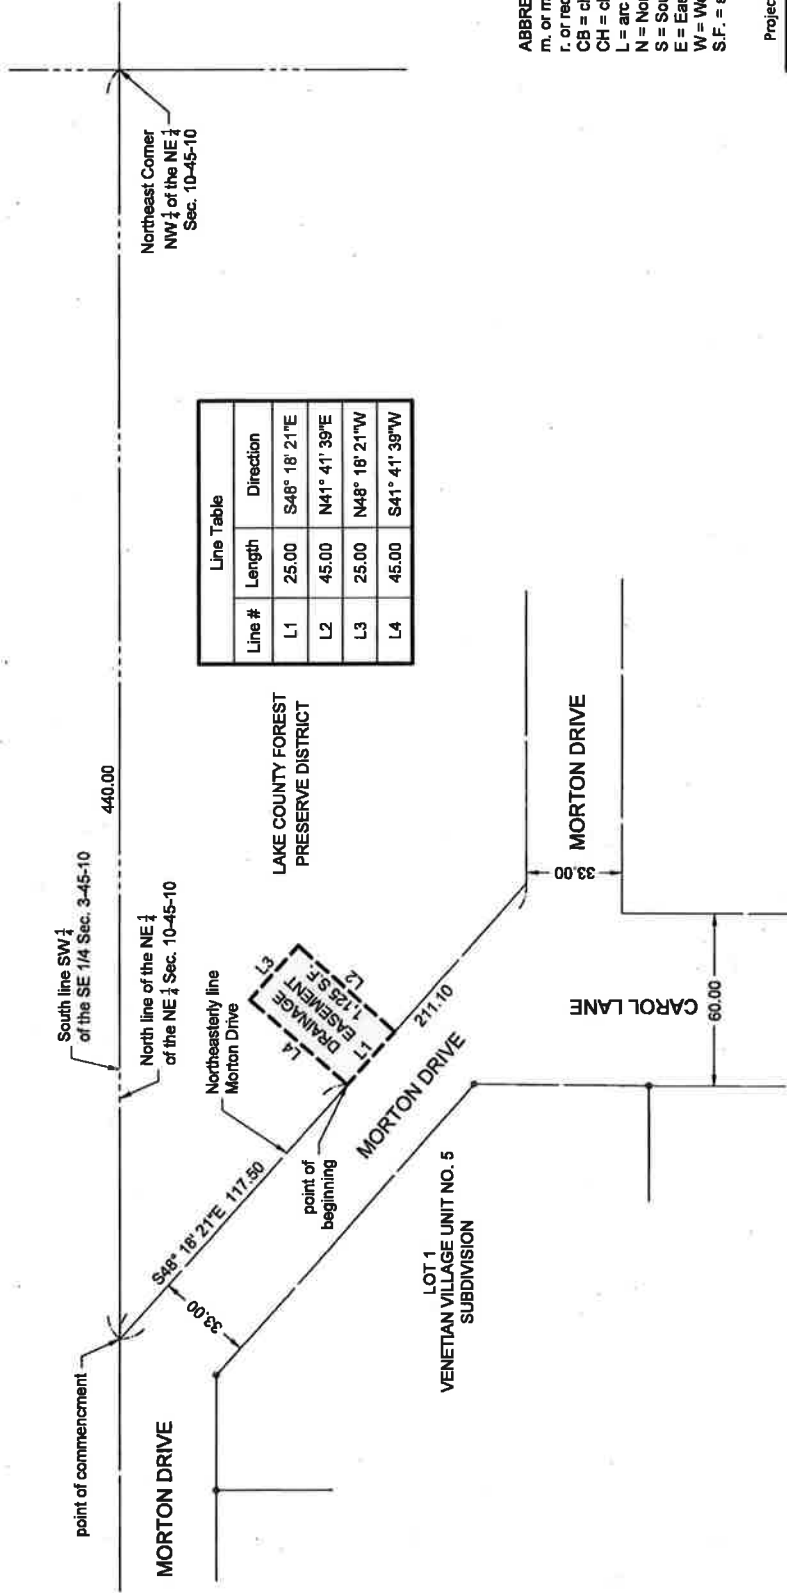 point of commencment
South line SW 1/4
of the SE 1/4 Sec. 3-45-10
440.00
North line of the NE 1/4
of the NE 1/4 Sec. 10-45-10
Northeast Corner
NW 1/4 of the NE 1/4
Sec. 10-45-10
MORTON DRIVE
S48° 18' 21"E 117.50
33.00
Northeasterly line
Morton Drive
point of
beginning
DRAINAGE
EASEMENT
1,125 S.F.
L1
L2
L3
L4
LAKE COUNTY FOREST
PRESERVE DISTRICT
Line Table
Line # Length Direction
L1 25.00 S48° 18' 21"E
L2 45.00 N41° 41' 39"E
L3 25.00 N48° 18' 21"W
L4 45.00 S41° 41' 39"W
211.10
MORTON DRIVE
MORTON DRIVE
33.00
LOT 1
VENETIAN VILLAGE UNIT NO. 5
SUBDIVISION
CAROL LANE
60.00
ABBRE
m. or m
r. or rec
CB = ch
CH = ch
L = arc
N = Nor
S = Sou
E = Eas
W = We
S.F. = s
Projec